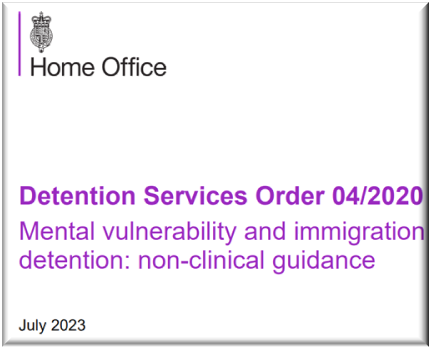 Home Office
Detention Services Order 04/2020
Mental vulnerability and immigration
detention: non-clinical guidance
July 2023